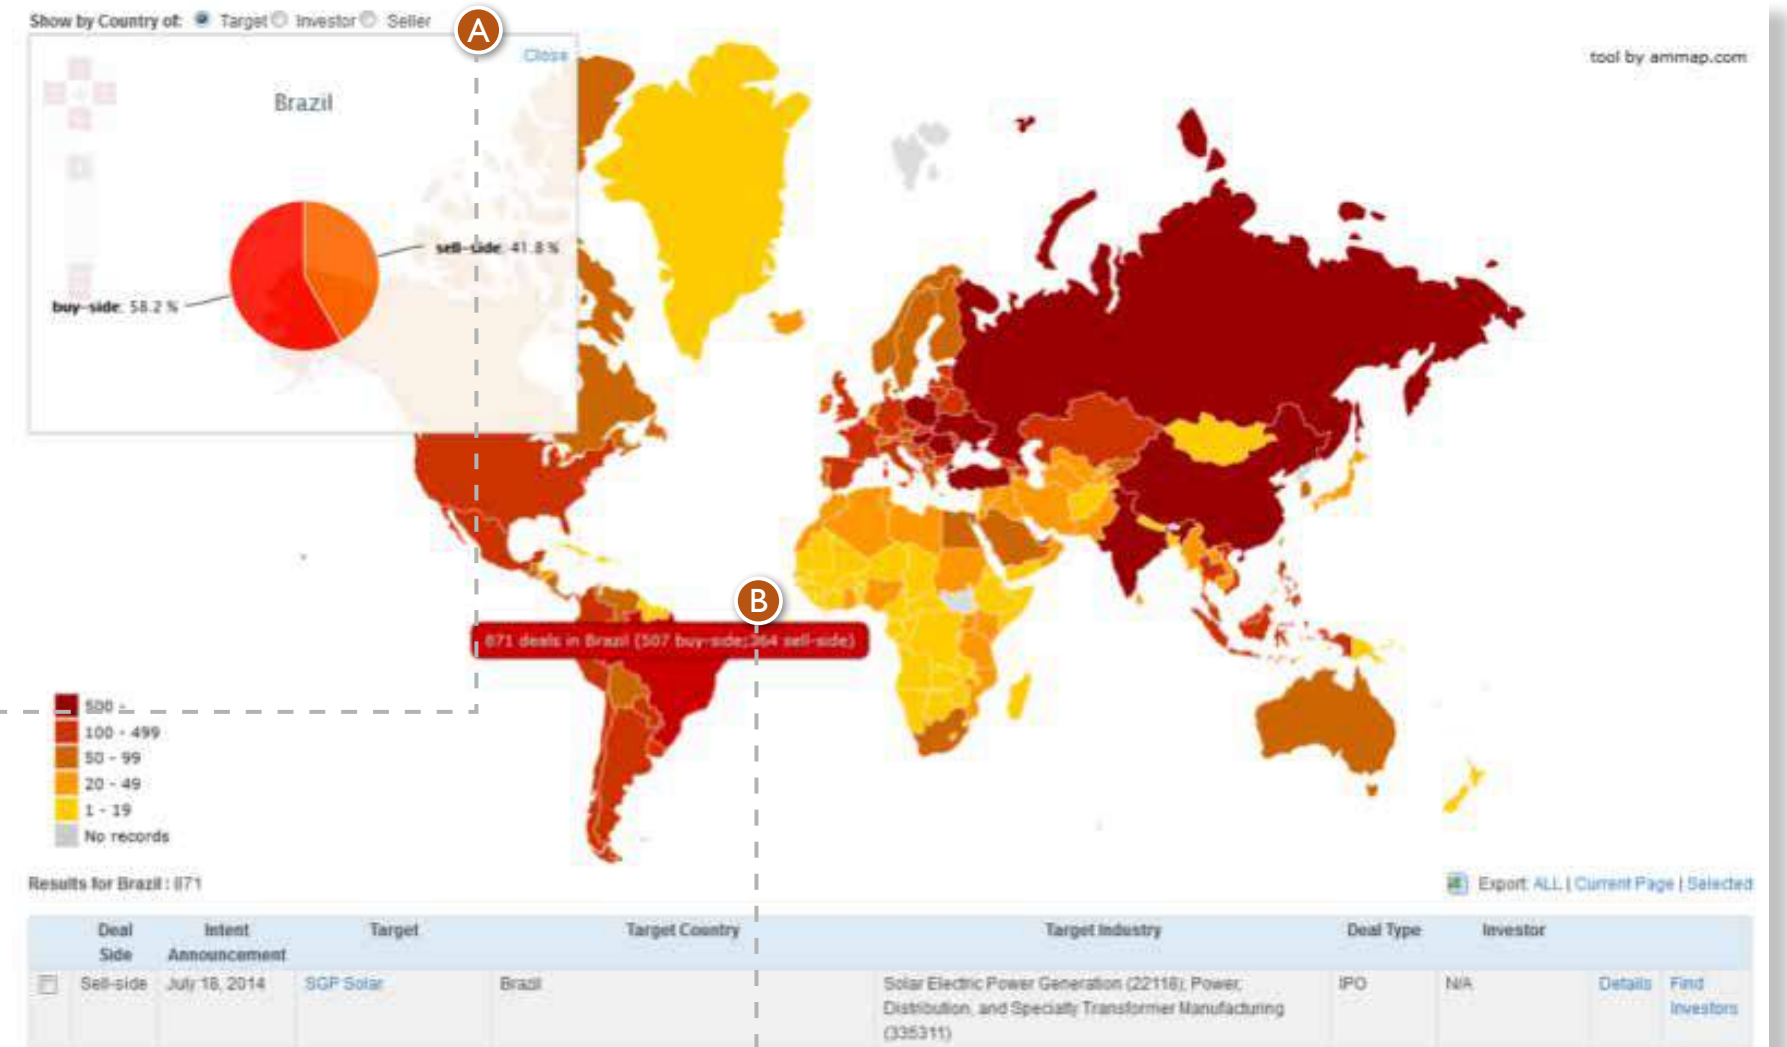 Show by Country of: Target Investor Seller
A
Close
tool by ammap.com
Brazil
sell-side: 41.8 %
buy-side: 58.2 %
B
871 deals in Brazil (507 buy-side; 364 sell-side)
500 -
100 - 499
50 - 99
20 - 49
1 - 19
No records
Results for Brazil : 871
Export: ALL | Current Page | Selected
Deal Side Intent Announcement Target Target Country Target Industry Deal Type Investor
Sell-side July 18, 2014 SGP Solar Brazil Solar Electric Power Generation (22118); Power, IPO N/A Details Find
Distribution, and Specialty Transformer Manufacturing Investors
(335311)